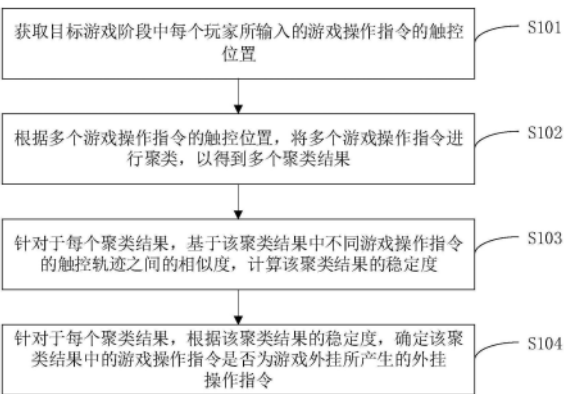 获取目标游戏阶段中每个玩家所输入的游戏操作指令的触控
位置
S101
根据多个游戏操作指令的触控位置，将多个游戏操作指令进
行聚类，以得到多个聚类结果
S102
针对于每个聚类结果，基于该聚类结果中不同游戏操作指令
的触控轨迹之间的相似度，计算该聚类结果的稳定度
S103
针对于每个聚类结果，根据该聚类结果的稳定度，确定该聚
类结果中的游戏操作指令是否为游戏外挂所产生的外挂
操作指令
S104